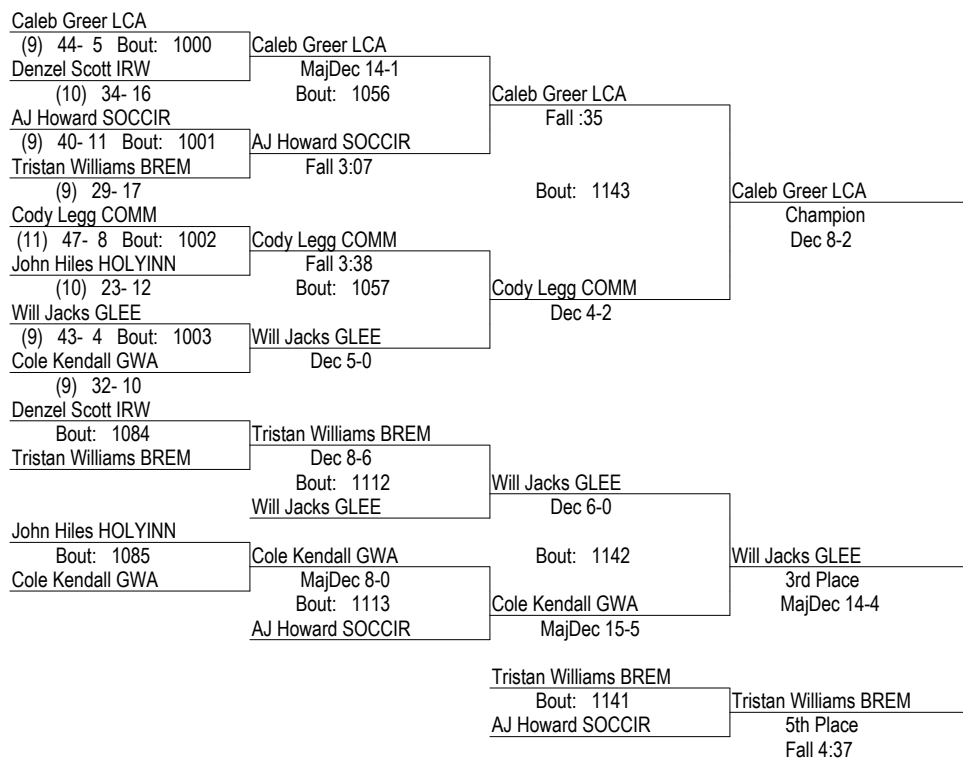 Caleb Greer LCA
(9) 44- 5 Bout: 1000
Denzel Scott IRW
(10) 34- 16
AJ Howard SOCCIR
(9) 40- 11 Bout: 1001
Tristan Williams BREM
(9) 29- 17
Cody Legg COMM
(11) 47- 8 Bout: 1002
John Hiles HOLYINN
(10) 23- 12
Will Jacks GLEE
(9) 43- 4 Bout: 1003
Cole Kendall GWA
(9) 32- 10
Caleb Greer LCA
MajDec 14-1
Bout: 1056
AJ Howard SOCCIR
Fall 3:07
Cody Legg COMM
Fall 3:38
Bout: 1057
Will Jacks GLEE
Dec 5-0
Caleb Greer LCA
Fall :35
Bout: 1143
Cody Legg COMM
Dec 4-2
Caleb Greer LCA
Champion
Dec 8-2
Denzel Scott IRW
Bout: 1084
Tristan Williams BREM
John Hiles HOLYINN
Bout: 1085
Cole Kendall GWA
Tristan Williams BREM
Dec 8-6
Bout: 1112
Will Jacks GLEE
Cole Kendall GWA
MajDec 8-0
Bout: 1113
AJ Howard SOCCIR
Will Jacks GLEE
Dec 6-0
Bout: 1142
Cole Kendall GWA
MajDec 15-5
Will Jacks GLEE
3rd Place
MajDec 14-4
Tristan Williams BREM
Bout: 1141
AJ Howard SOCCIR
Tristan Williams BREM
5th Place
Fall 4:37